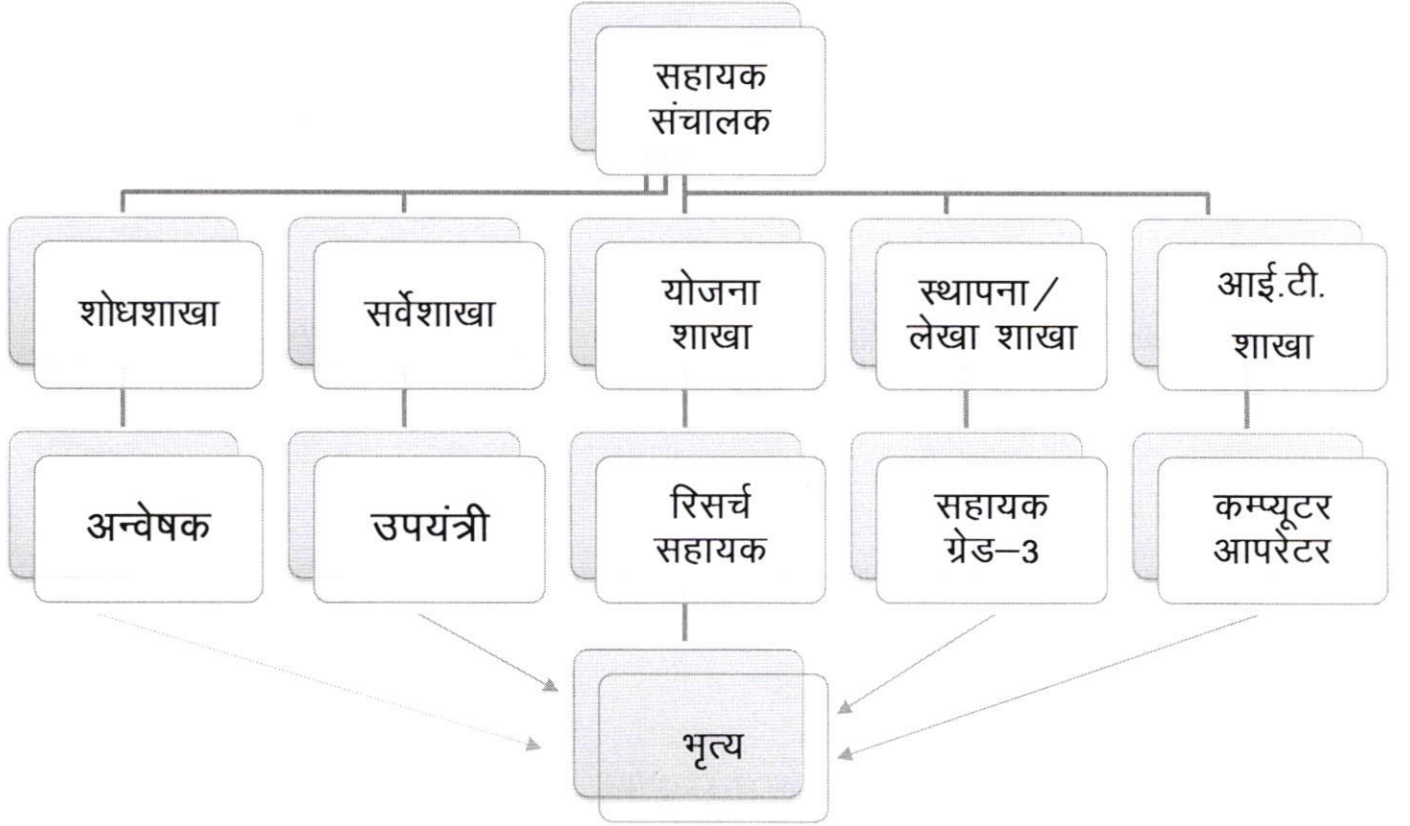 सहायक
संचालक
शोधशाखा
सर्वेशाखा
योजना
शाखा
स्थापना/
लेखा शाखा
आई.टी.
शाखा
अन्वेषक
उपयंत्री
रिसर्च
सहायक
सहायक
ग्रेड–3
कम्प्यूटर
आपरेटर
भृत्य